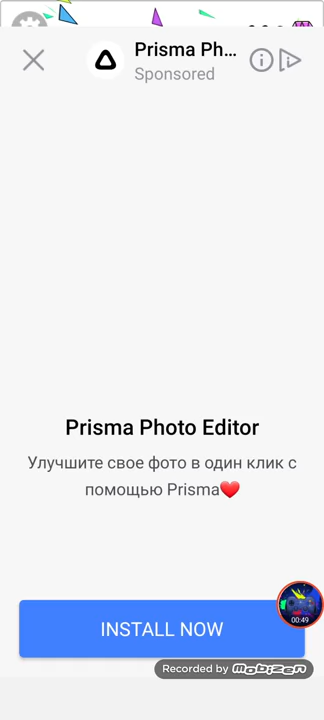 Prisma Ph...
Sponsored
Prisma Photo Editor
Улучшите свое фото в один клик с
помощью Prisma❤️
00:49
INSTALL NOW
Recorded by mobizen